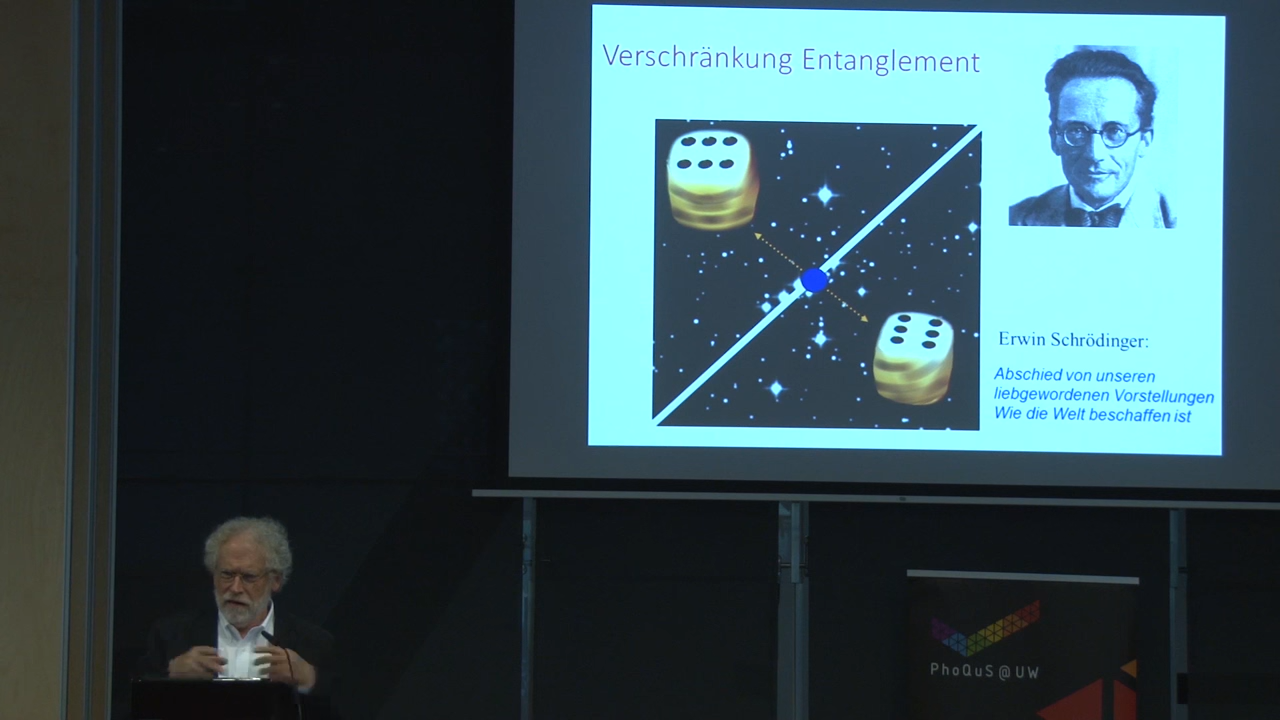 Verschränkung Entanglement
Erwin Schrödinger:
Abschied von unseren
liebgewordenen Vorstellungen
Wie die Welt beschaffen ist
PhoQuS@UW